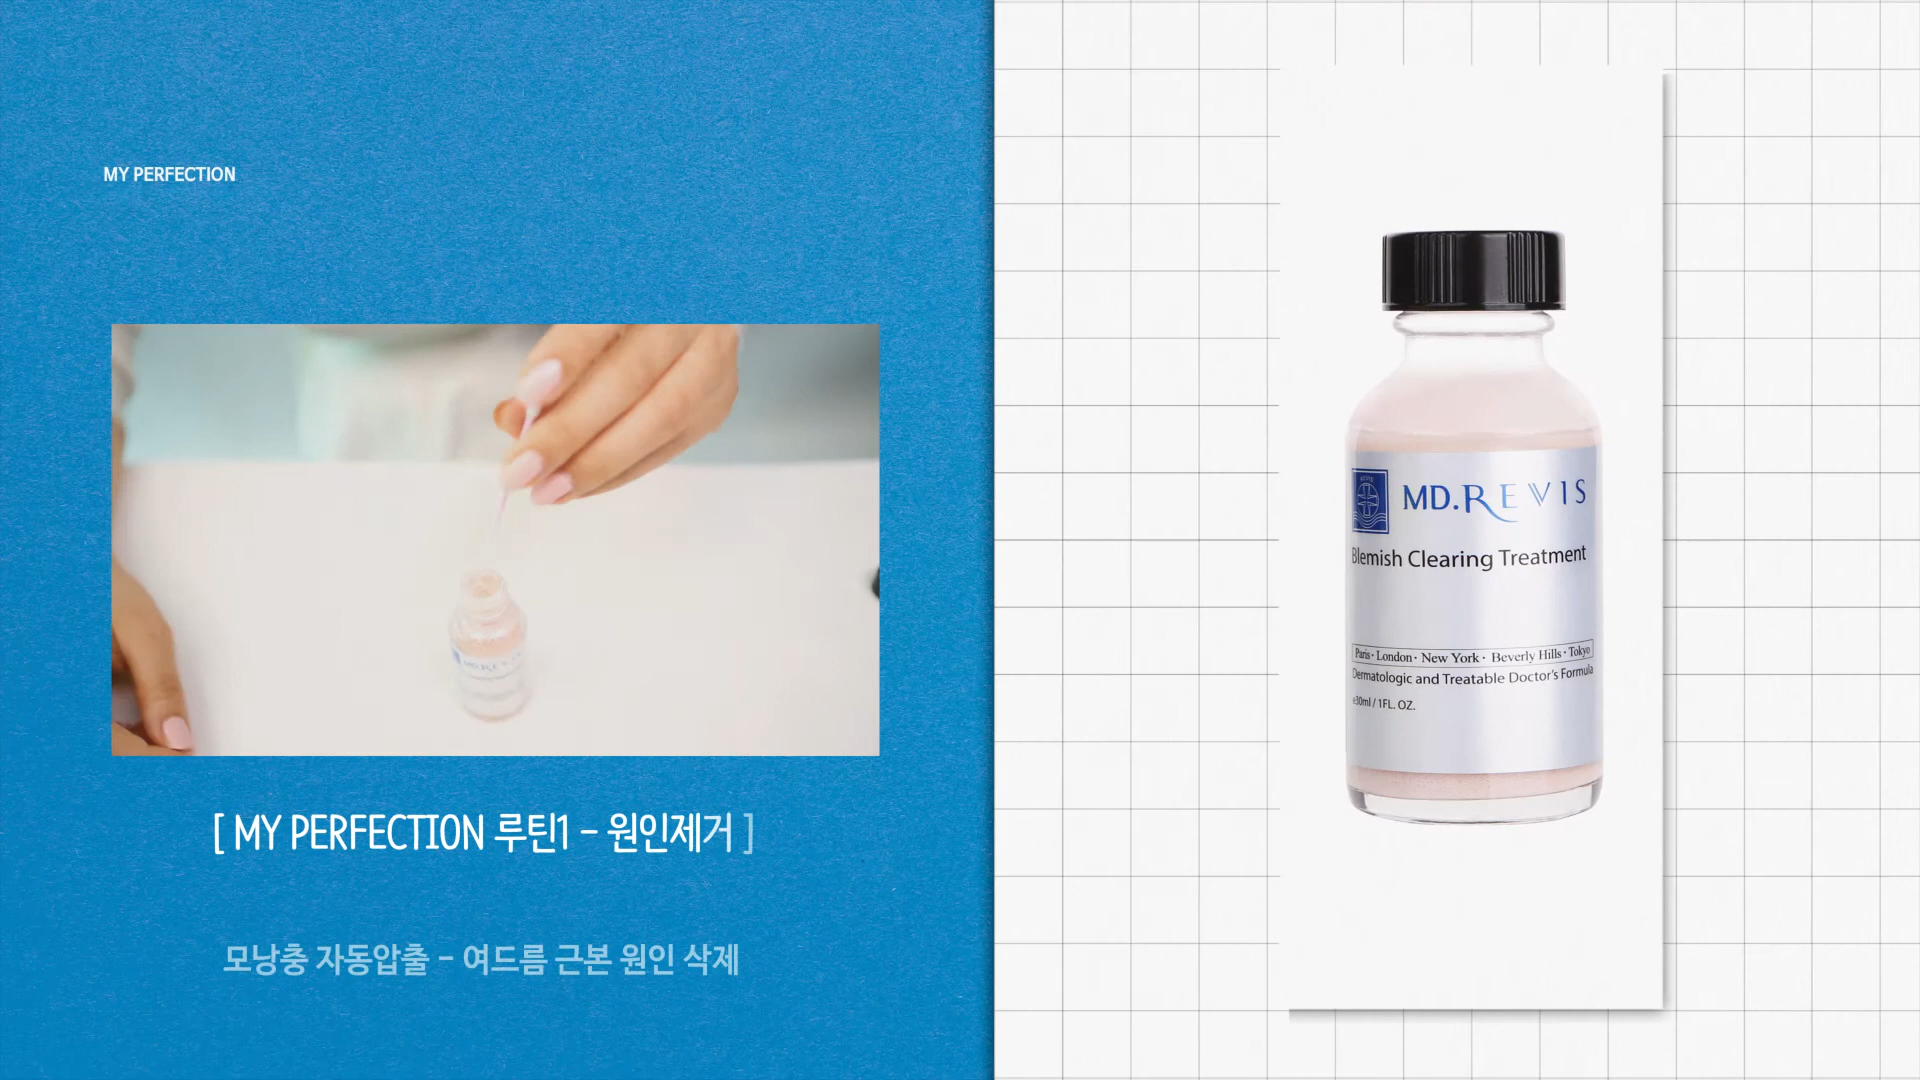 MY PERFECTION
MD.REVIS
[ MY PERFECTION 루틴1 - 원인제거 ]
모낭충 자동압출 - 여드름 근본 원인 삭제
MD.REVIS
Blemish Clearing Treatment
Paris · London · New York · Beverly Hills · Tokyo
Dermatologic and Treatable Doctor's Formula
e30ml / 1FL. OZ.